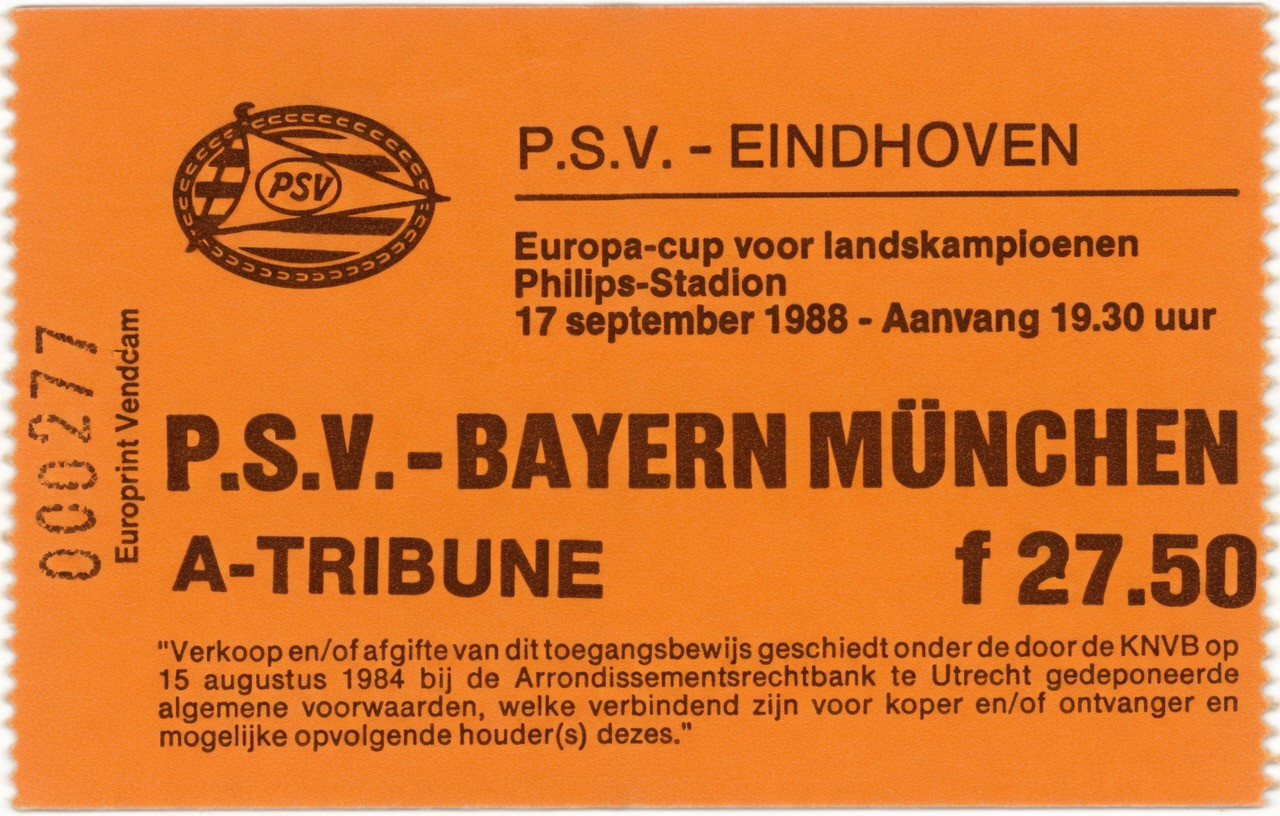 PSV
P.S.V. - EINDHOVEN
Europa-cup voor landskampioenen
Philips-Stadion
17 september 1988 - Aanvang 19.30 uur
000277
Europrint Vendcam
P.S.V. - BAYERN MÜNCHEN
A-TRIBUNE
f 27.50
"Verkoop en/of afgifte van dit toegangsbewijs geschiedt onder de door de KNVB op
15 augustus 1984 bij de Arrondissementsrechtbank te Utrecht gedeponeerde
algemene voorwaarden, welke verbindend zijn voor koper en/of ontvanger en
mogelijke opvolgende houder(s) dezes."